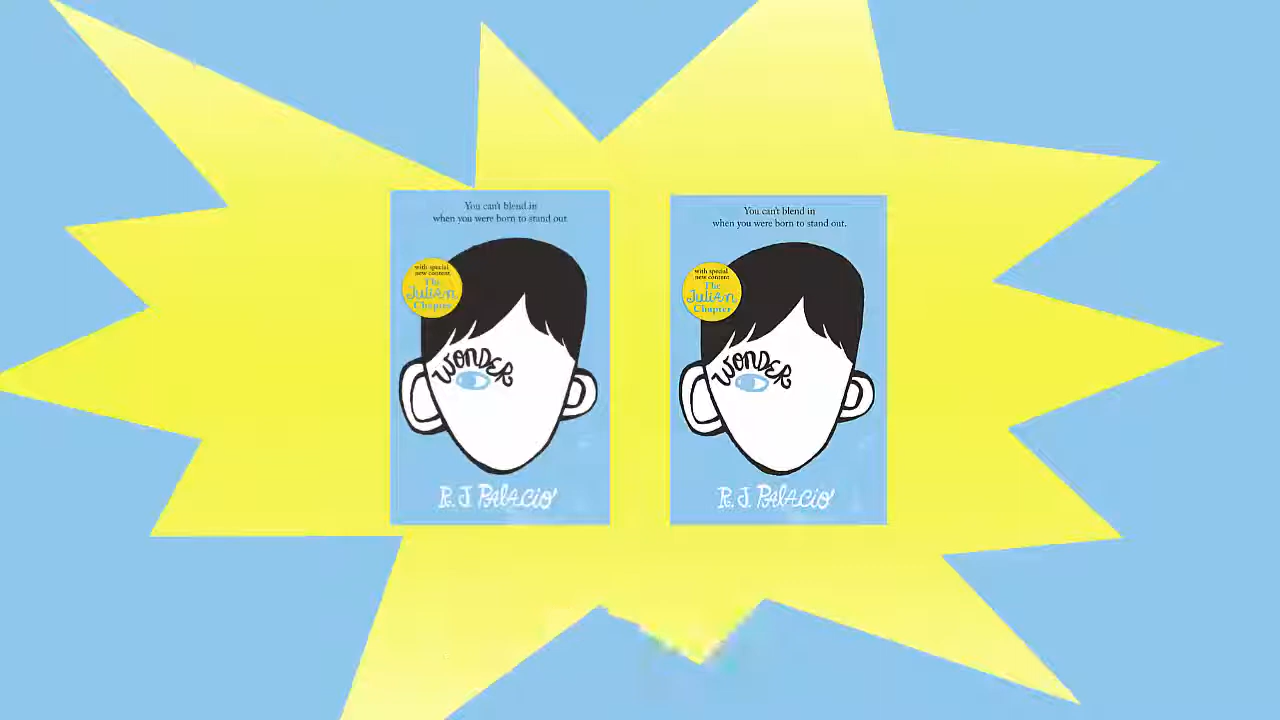 You can't blend in
when you were born to stand out.
with special
new content
The
Julian
Chapter
WONDER
R. J. PALACIO
You can't blend in
when you were born to stand out.
with special
new content
The
Julian
Chapter
WONDER
R. J. PALACIO